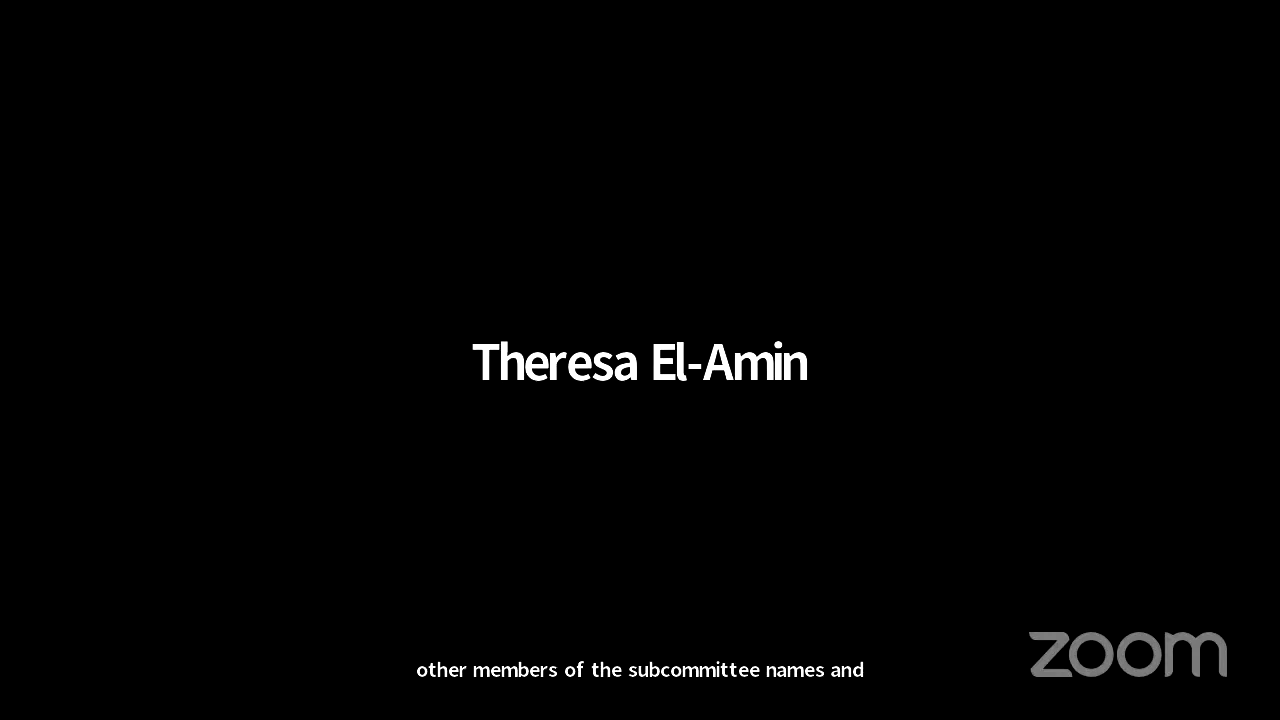 Theresa El-Amin
other members of the subcommittee names and
zoom